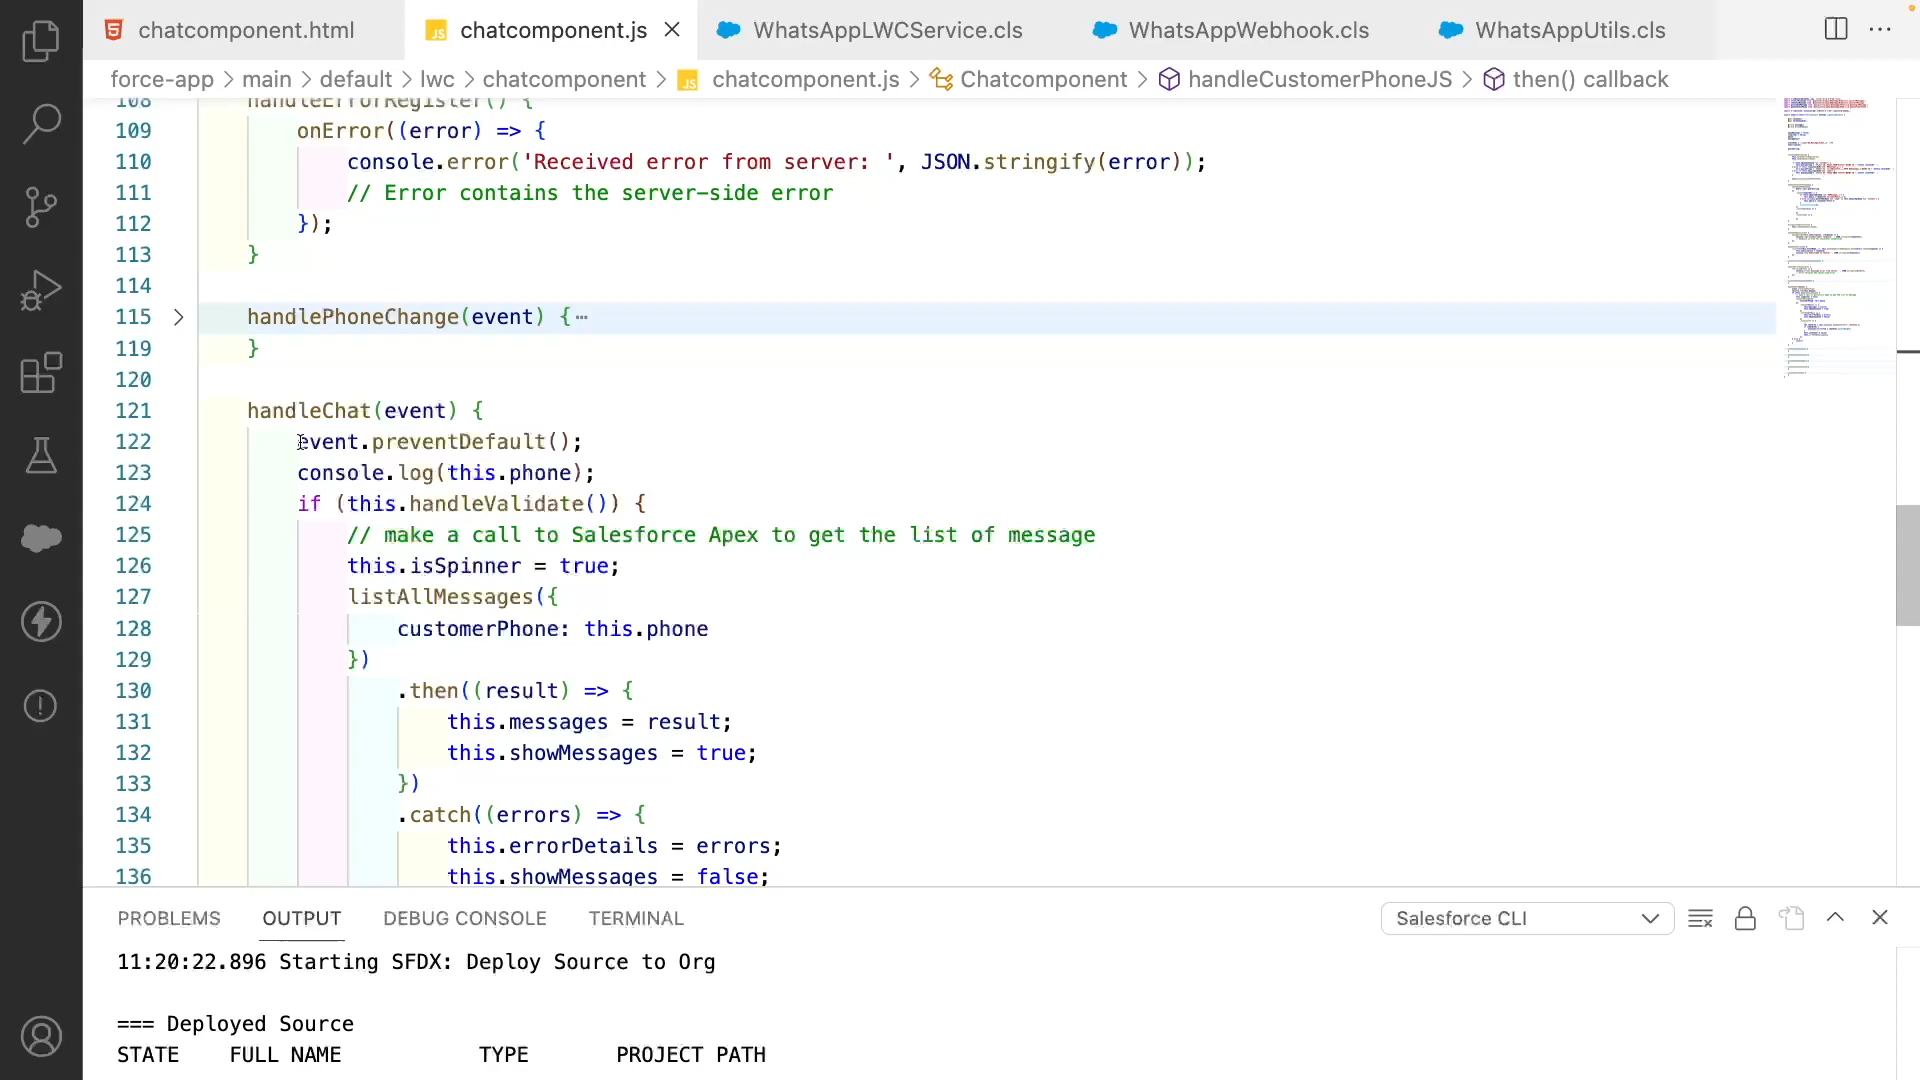 chatcomponent.html
JS chatcomponent.js
WhatsAppLWCService.cls
WhatsAppWebhook.cls
WhatsAppUtils.cls
force-app > main > default > lwc > chatcomponent > JS chatcomponent.js > Chatcomponent > handleCustomerPhoneJS > then() callback
108 handleErrorRegister() {
109 onError((error) => {
110 console.error('Received error from server: ', JSON.stringify(error));
111 // Error contains the server-side error
112 });
113 }
114
115 handlePhoneChange(event) {
119 }
120
121 handleChat(event) {
122 event.preventDefault();
123 console.log(this.phone);
124 if (this.handleValidate()) {
125 // make a call to Salesforce Apex to get the list of message
126 this.isSpinner = true;
127 listAllMessages({
128 customerPhone: this.phone
129 })
130 .then((result) => {
131 this.messages = result;
132 this.showMessages = true;
133 })
134 .catch((errors) => {
135 this.errorDetails = errors;
136 this.showMessages = false;
PROBLEMS OUTPUT DEBUG CONSOLE TERMINAL
Salesforce CLI
11:20:22.896 Starting SFDX: Deploy Source to Org
=== Deployed Source
STATE FULL NAME TYPE PROJECT PATH